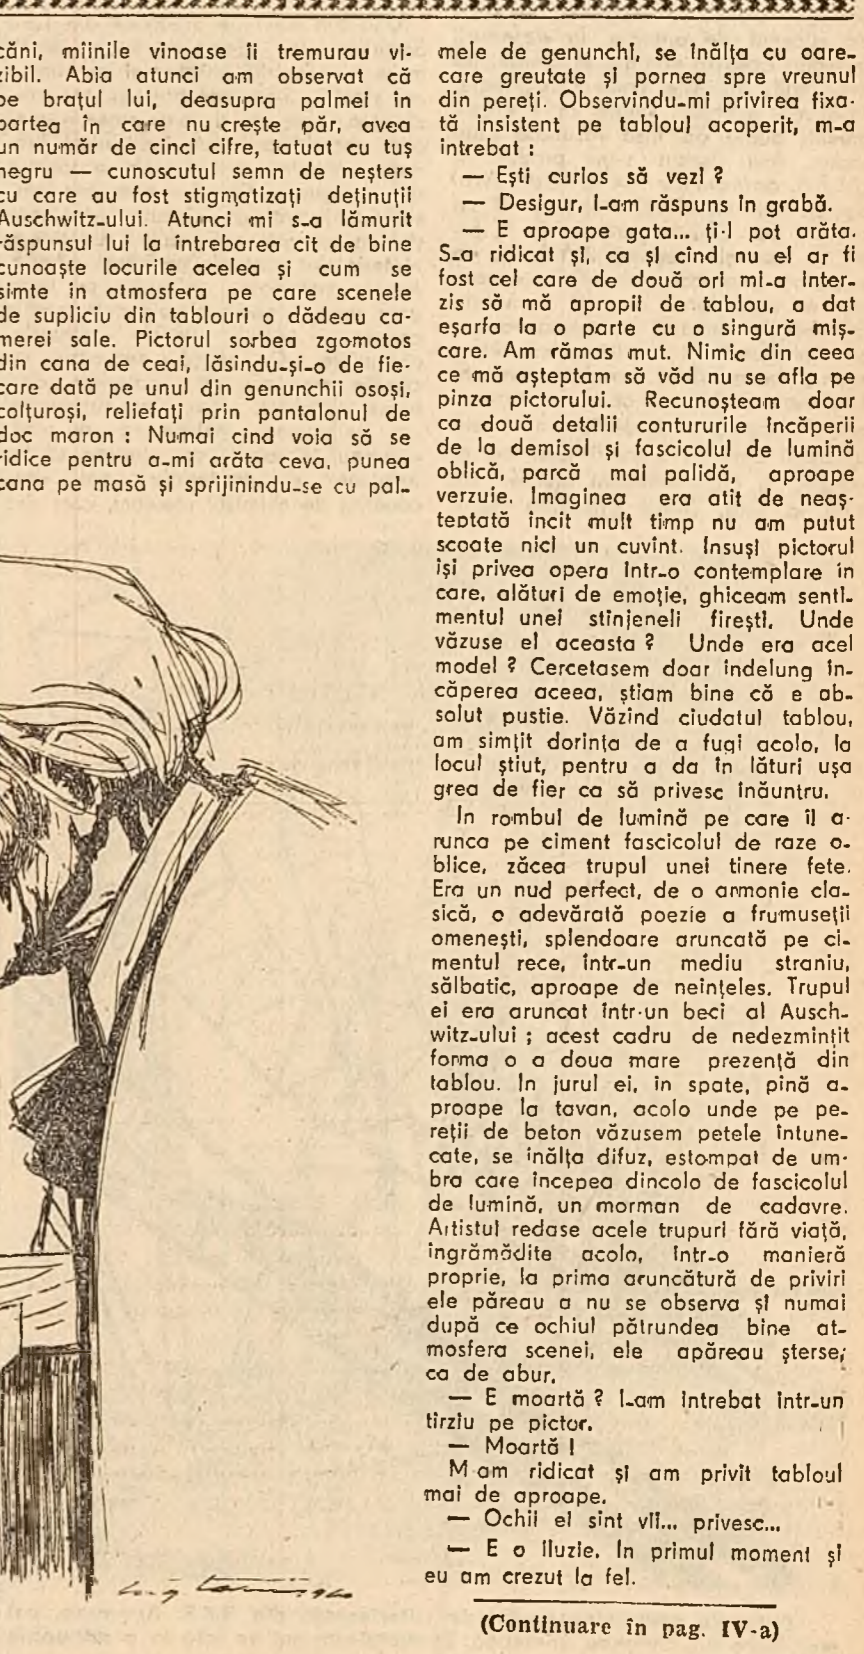 căni, mîinile vinoase îi tremurau vi-
zibil. Abia atunci am observat că
pe brațul lui, deasupra palmei în
partea în care nu crește păr, avea
un număr de cinci cifre, tatuat cu tuș
negru — cunoscutul semn de neșters
cu care au fost stigmatizați deținuții
Auschwitz-ului. Atunci mi s-a lămurit
răspunsul lui la întrebarea cît de bine
cunoaște locurile acelea și cum se
simte în atmosfera pe care scenele
de supliciu din tablouri o dădeau ca-
merei sale. Pictorul sorbea zgomotos
din cana de ceai, lăsîndu-și-o de fie-
care dată pe unul din genunchii osoși,
colțuroși, reliefați prin pantalonul de
doc maron : Numai cînd voia să se
ridice pentru a-mi arăta ceva, punea
cana pe masă și sprijinindu-se cu pal-
mele de genunchi, se înălța cu oare-
care greutate și pornea spre vreunul
din pereți. Observîndu-mi privirea fixa-
tă insistent pe tabloul acoperit, m-a
întrebat :
— Ești curios să vezi ?
— Desigur, i-am răspuns în grabă.
— E aproape gata... ți-l pot arăta.
S-a ridicat și, ca și cînd nu el ar fi
fost cel care de două ori mi-a inter-
zis să mă apropii de tablou, a dat
eșarfa la o parte cu o singură miș-
care. Am rămas mut. Nimic din ceea
ce mă așteptam să văd nu se afla pe
pînza pictorului. Recunoșteam doar
ca două detalii contururile încăperii
de la demisol și fascicolul de lumină
oblică, parcă mai palidă, aproape
verzuie. Imaginea era atît de neaș-
teptată încît mult timp nu am putut
scoate nici un cuvînt. Însuși pictorul
își privea opera într-o contemplare în
care, alături de emoție, ghiceam senti-
mentul unei stînjeneli firești. Unde
văzuse el aceasta ? Unde era acel
model ? Cercetasem doar îndelung în-
căperea aceea, știam bine că e ab-
solut pustie. Văzînd ciudatul tablou,
am simțit dorința de a fugi acolo, la
locul știut, pentru a da în lături ușa
grea de fier ca să privesc înăuntru.
In rombul de lumină pe care îl a-
runca pe ciment fascicolul de raze o-
blice, zăcea trupul unei tinere fete.
Era un nud perfect, de o armonie cla-
sică, o adevărată poezie a frumuseții
omenești, splendoare aruncată pe ci-
mentul rece, într-un mediu straniu,
sălbatic, aproape de neînțeles. Trupul
ei era aruncat într-un beci al Ausch-
witz-ului ; acest cadru de nedezmințit
forma o a doua mare prezență din
tablou. In jurul ei, în spate, pînă a-
proape la tavan, acolo unde pe pe-
reții de beton văzusem petele întune-
cate, se înălța difuz, estompat de um-
bra care începea dincolo de fascicolul
de lumină, un morman de cadavre.
Artistul redase acele trupuri fără viață,
îngrămădite acolo, într-o manieră
proprie, la prima aruncătură de priviri
ele păreau a nu se observa și numai
după ce ochiul pătrundea bine at-
mosfera scenei, ele apăreau șterse,
ca de abur.
— E moartă ? I-am întrebat într-un
tîrziu pe pictor.
— Moartă !
M-am ridicat și am privit tabloul
mai de aproape.
— Ochii ei sînt vii... privesc...
— E o iluzie. In primul moment și
eu am crezut la fel.
(Continuare în pag. IV-a)